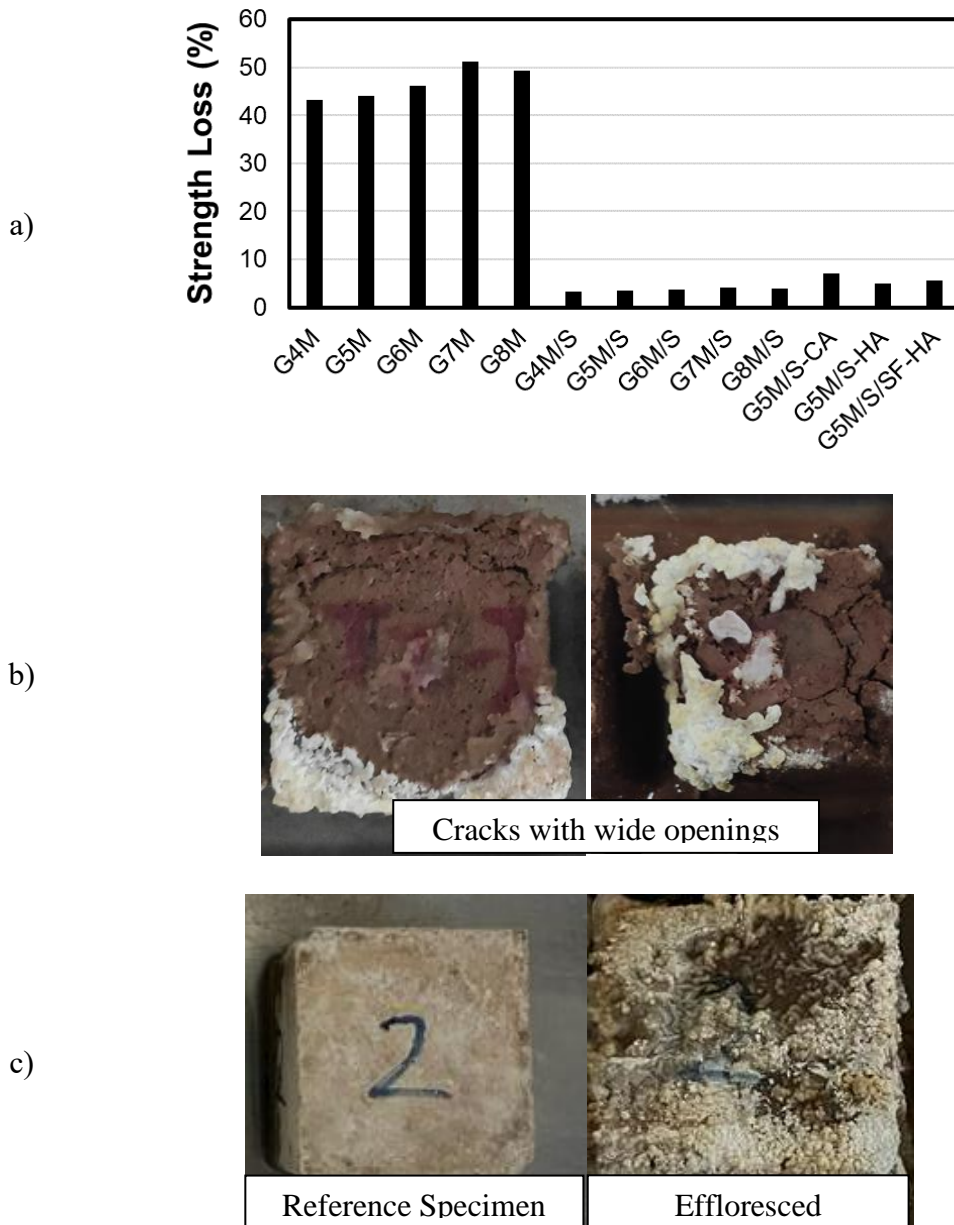 a)
Strength Loss (%)
60
50
40
30
20
10
0
G4M
G5M
G6M
G7M
G8M
G4M/S
G5M/S
G6M/S
G7M/S
G8M/S
G5M/S-CA
G5M/S-HA
G5M/S/SF-HA
b)
Cracks with wide openings
c)
2
Reference Specimen
Effloresced